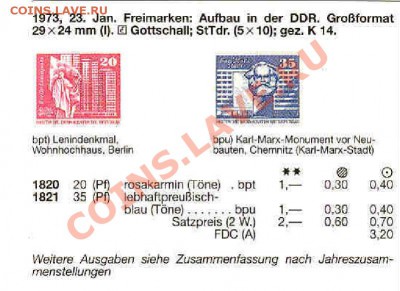 COINS.LAVE.RU
1973, 23. Jan. Freimarken: Aufbau in der DDR. Großformat
29×24 mm (I). Gottschall; StTdr. (5×10); gez. K 14.
20
35
bpt) Lenindenkmal,
Wohnhochhaus, Berlin
bpu) Karl-Marx-Monument vor Neu-
bauten, Chemnitz (Karl-Marx-Stadt)
1820 20 (Pf) rosakarmin (Töne) . bpt 1,— 0,30 0,40
1821 35 (Pf) lebhaftpreußisch-
blau (Töne) . . . . . . . bpu 1,— 0,30 0,40
Satzpreis (2 W.) 2,— 0,60 0,70
FDC (A) 3,20
Weitere Ausgaben siehe Zusammenfassung nach Jahreszusam-
menstellungen
COINS.LAVE.RU